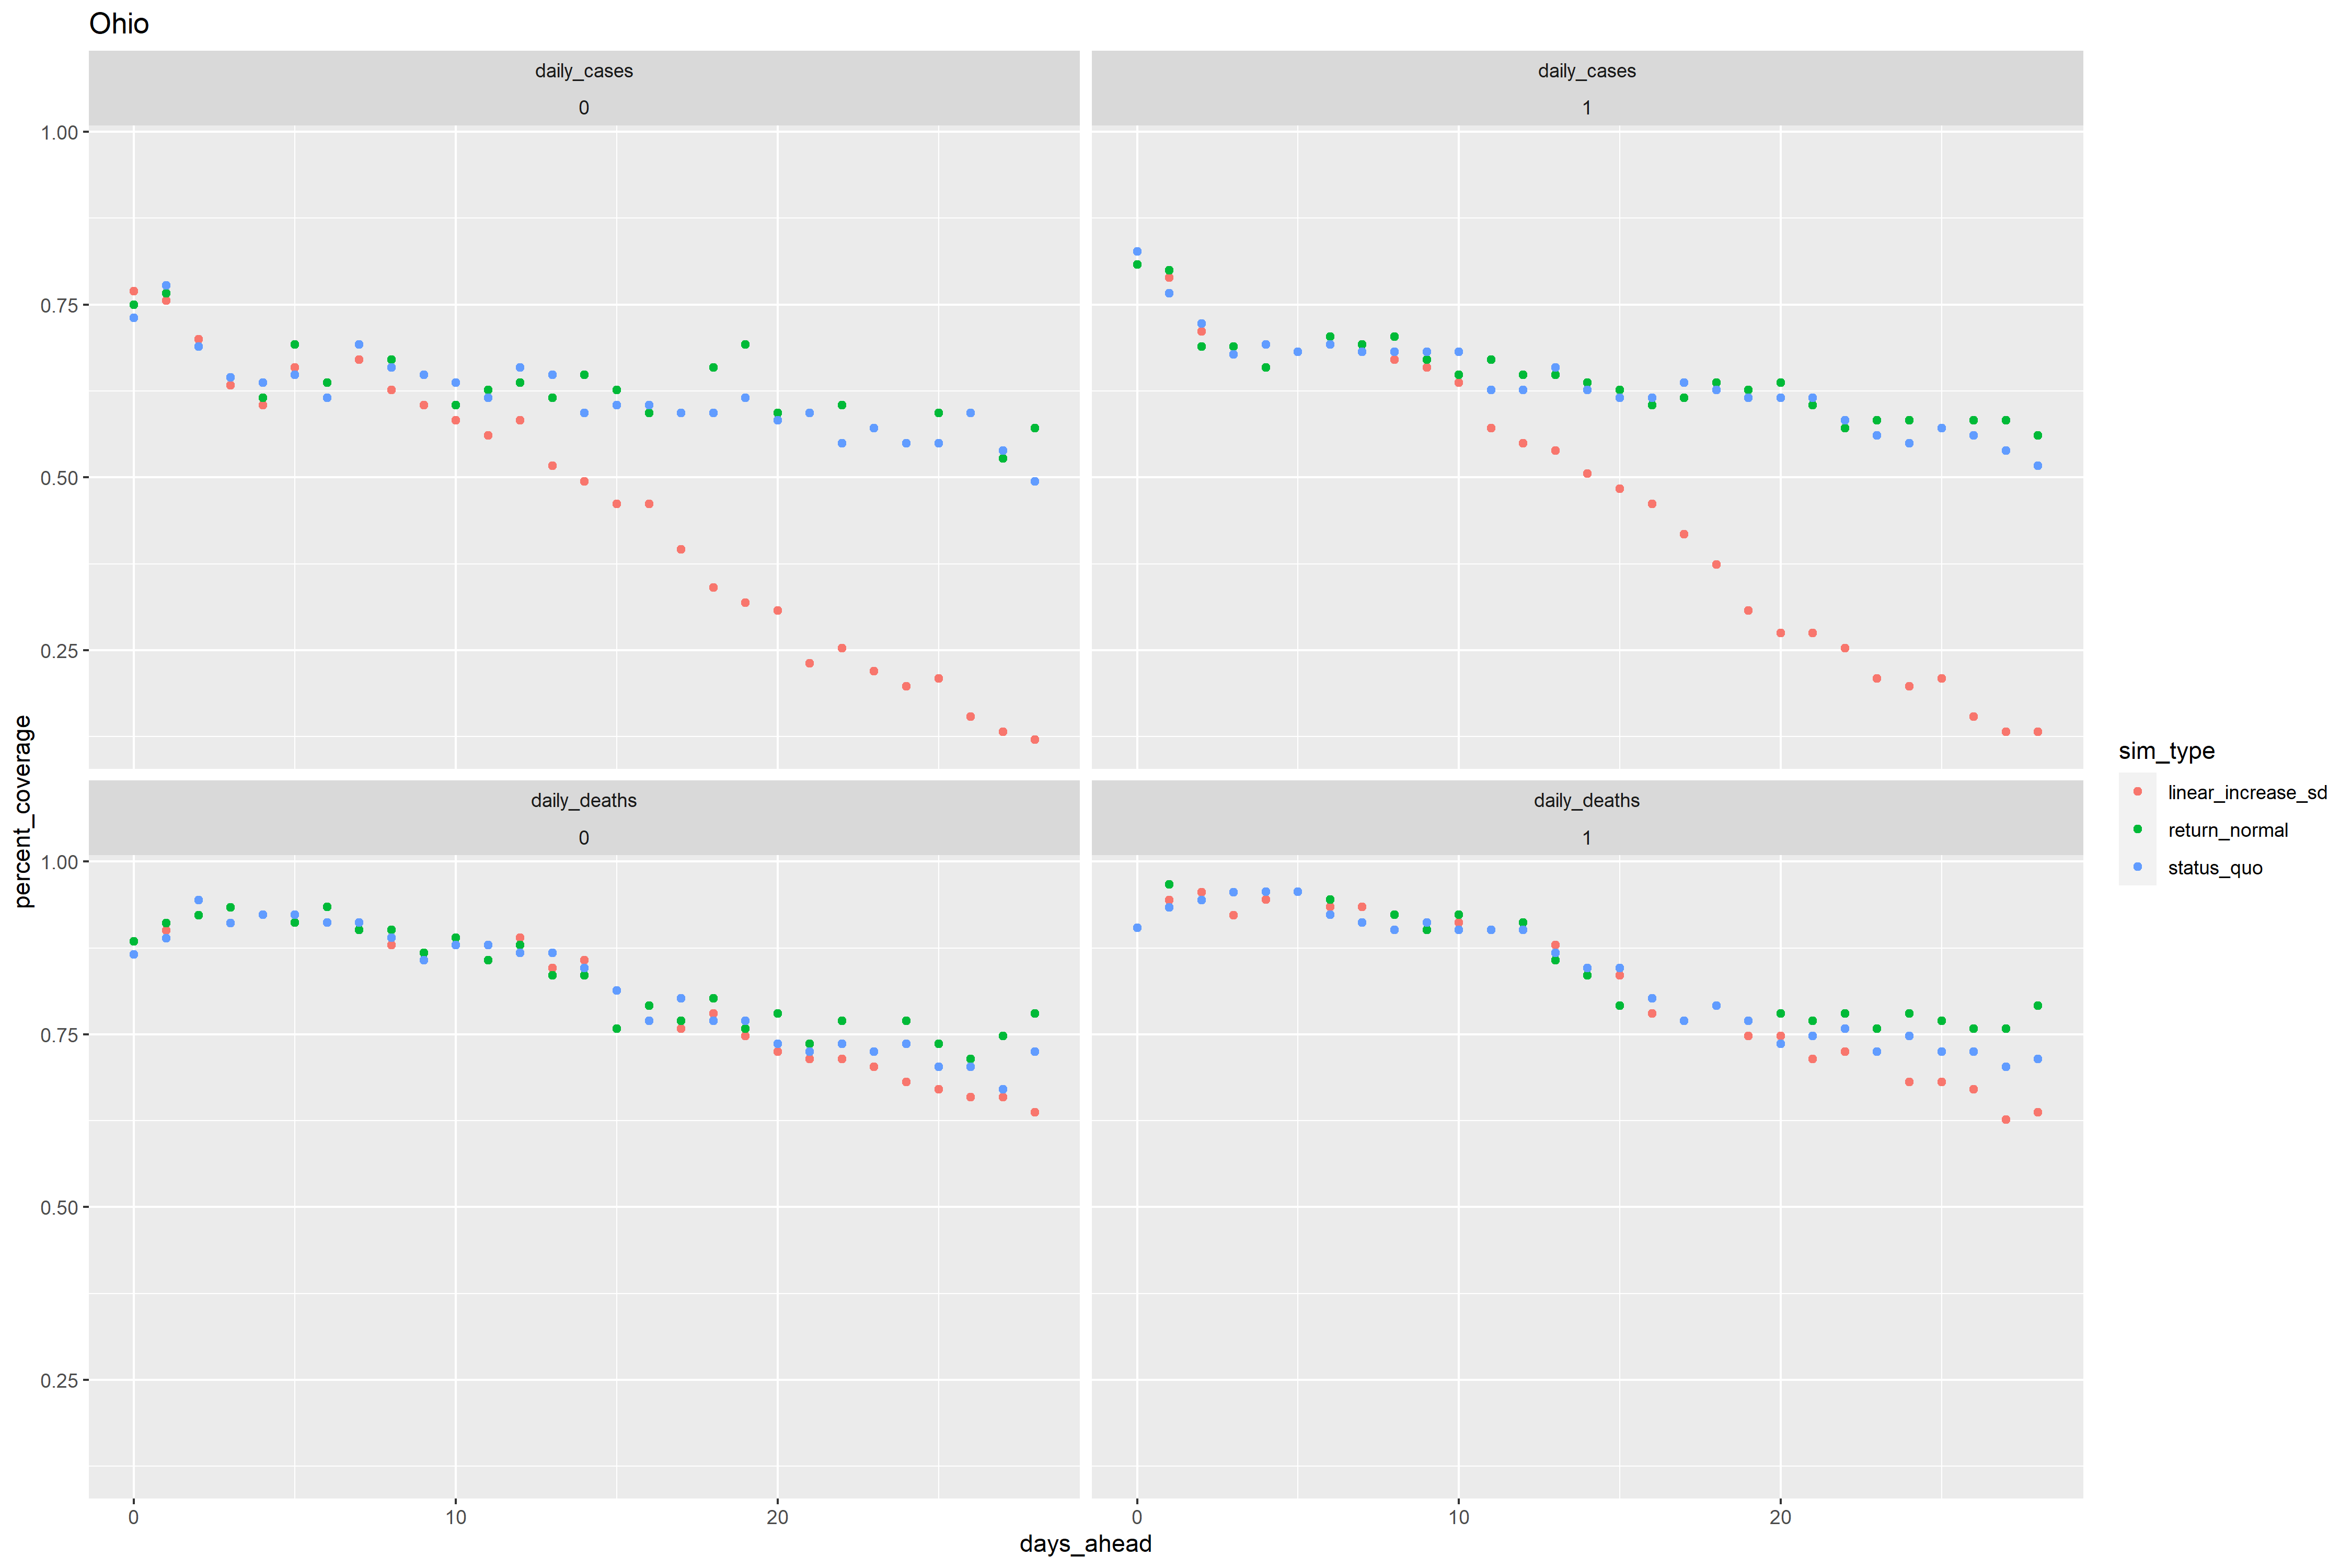 Ohio
daily_cases
0
daily_cases
1
1.00
0.75
0.50
0.25
daily_deaths
0
daily_deaths
1
1.00
0.75
0.50
0.25
0
10
20
0
10
20
days_ahead
percent_coverage
sim_type
linear_increase_sd
return_normal
status_quo